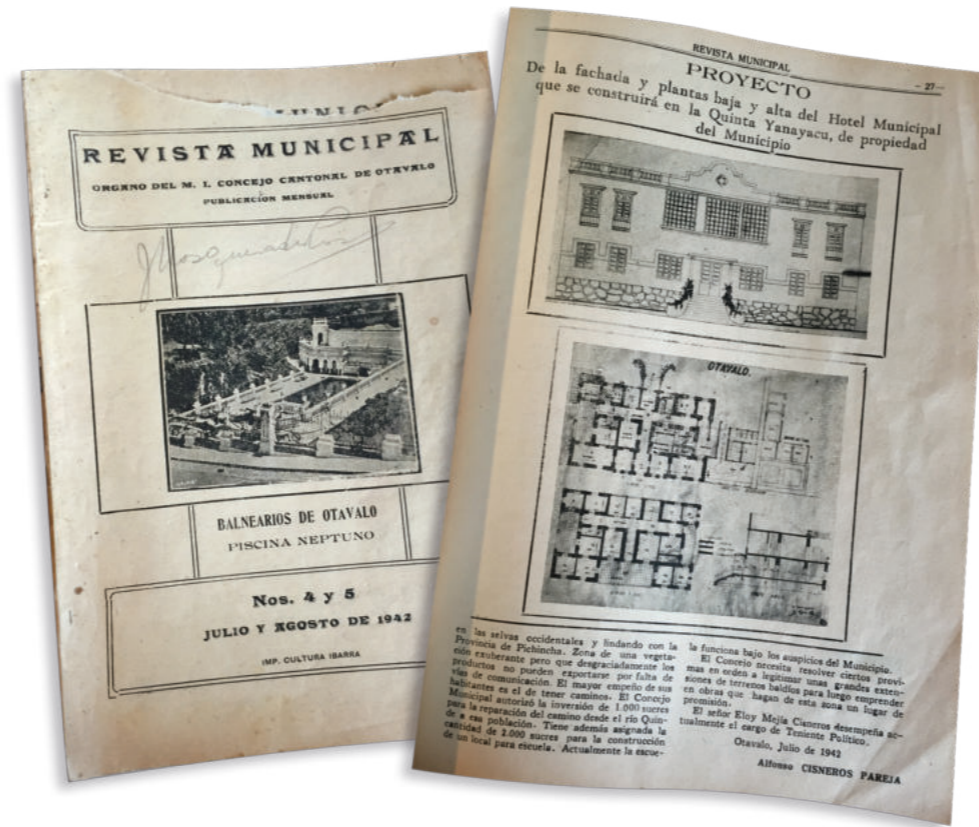 REVISTA MUNICIPAL
ORGANO DEL M. I. CONCEJO CANTONAL DE OTAVALO
PUBLICACION MENSUAL
BALNEARIOS DE OTAVALO
PISCINA NEPTUNO
Nos. 4 y 5
JULIO Y AGOSTO DE 1942
IMP. CULTURA IBARRA
REVISTA MUNICIPAL
- 27 -
PROYECTO
De la fachada y plantas baja y alta del Hotel Municipal
que se construirá en la Quinta Yanayacu, de propiedad
del Municipio
OTAVALO.
en las selvas occidentales y lindando con la
Provincia de Pichincha. Zona de una vegeta-
ción exuberante pero que desgraciadamente los
productos no pueden exportarse por falta de
vías de comunicación. El mayor empeño de sus
habitantes es el de tener caminos. El Concejo
Municipal autorizó la inversión de 1.000 sucres
para la reparación del camino desde el río Quin-
de a esa población. Tiene además asignada la
cantidad de 2.000 sucres para la construcción
de un local para escuela. Actualmente la escue-
la funciona bajo los auspicios del Municipio.
El Concejo necesita resolver ciertos provi-
mas en orden a legitimar unas grandes exten-
siones de terrenos baldíos para luego emprender
en obras que hagan de esta zona un lugar de
promisión.
El señor Eloy Mejía Cisneros desempeña ac-
tualmente el cargo de Teniente Político.
Otavalo, Julio de 1942
Alfonso CISNEROS PAREJA